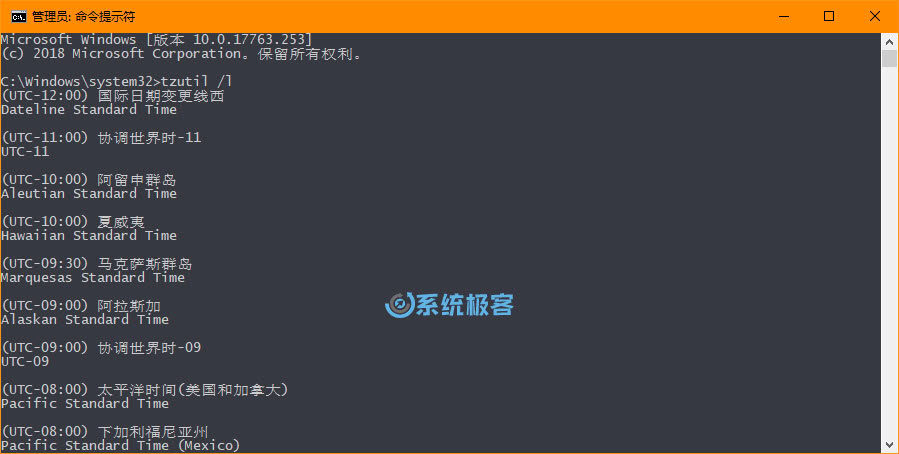 管理员: 命令提示符
Microsoft Windows [版本 10.0.17763.253]
(c) 2018 Microsoft Corporation。保留所有权利。
C:\Windows\system32>tzutil /l
(UTC-12:00) 国际日期变更线西
Dateline Standard Time
(UTC-11:00) 协调世界时-11
UTC-11
(UTC-10:00) 阿留申群岛
Aleutian Standard Time
(UTC-10:00) 夏威夷
Hawaiian Standard Time
(UTC-09:30) 马克萨斯群岛
Marquesas Standard Time
(UTC-09:00) 阿拉斯加
Alaskan Standard Time
系统极客
(UTC-09:00) 协调世界时-09
UTC-09
(UTC-08:00) 太平洋时间(美国和加拿大)
Pacific Standard Time
(UTC-08:00) 下加利福尼亚州
Pacific Standard Time (Mexico)